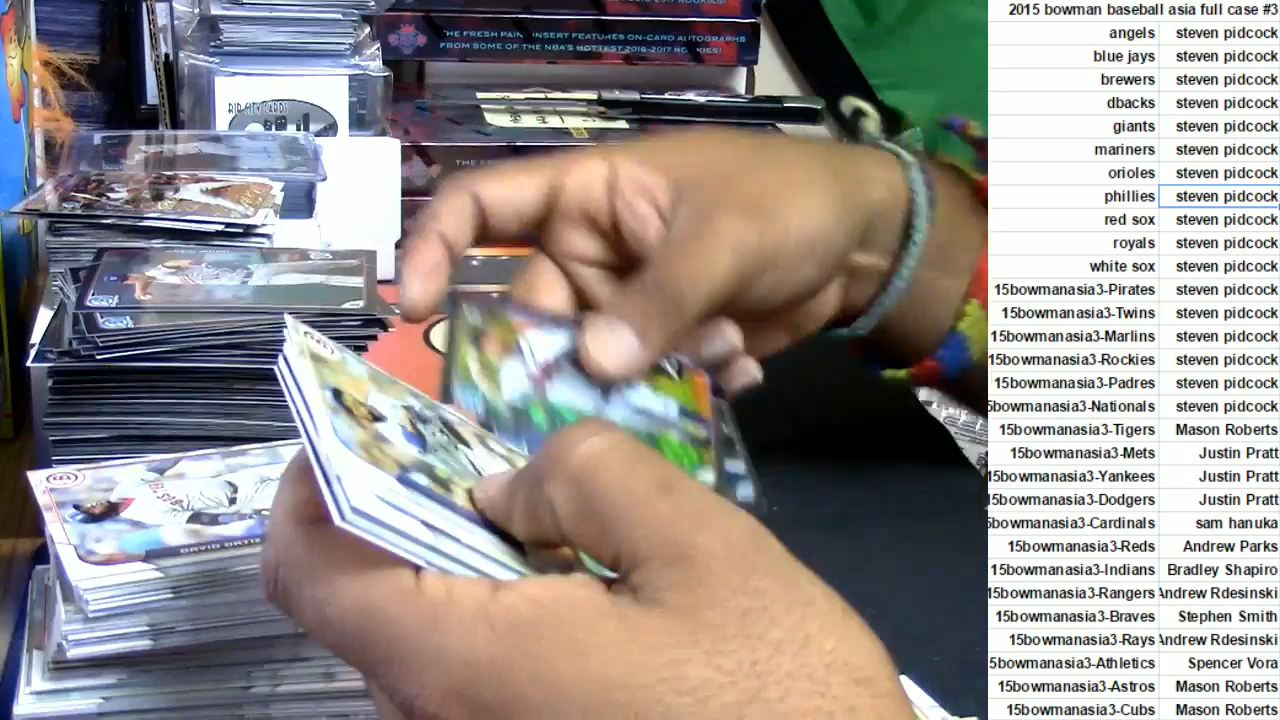 2015 bowman baseball asia full case #3
angels steven pidcock
blue jays steven pidcock
brewers steven pidcock
dbacks steven pidcock
giants steven pidcock
mariners steven pidcock
orioles steven pidcock
phillies steven pidcock
red sox steven pidcock
royals steven pidcock
white sox steven pidcock
15bowmanasia3-Pirates steven pidcock
15bowmanasia3-Twins steven pidcock
15bowmanasia3-Marlins steven pidcock
15bowmanasia3-Rockies steven pidcock
15bowmanasia3-Padres steven pidcock
5bowmanasia3-Nationals steven pidcock
15bowmanasia3-Tigers Mason Roberts
15bowmanasia3-Mets Justin Pratt
15bowmanasia3-Yankees Justin Pratt
15bowmanasia3-Dodgers Justin Pratt
5bowmanasia3-Cardinals sam hanuka
15bowmanasia3-Reds Andrew Parks
15bowmanasia3-Indians Bradley Shapiro
15bowmanasia3-Rangers Andrew Rdesinski
15bowmanasia3-Braves Stephen Smith
15bowmanasia3-Rays Andrew Rdesinski
5bowmanasia3-Athletics Spencer Vora
15bowmanasia3-Astros Mason Roberts
15bowmanasia3-Cubs Mason Roberts
THE FRESH PAINT INSERT FEATURES ON-CARD AUTOGRAPHS
FROM SOME OF THE NBA'S HOTTEST 2016-2017 ROOKIES!
RIP CITY CARDS
THE
B
DAVID ORTIZ